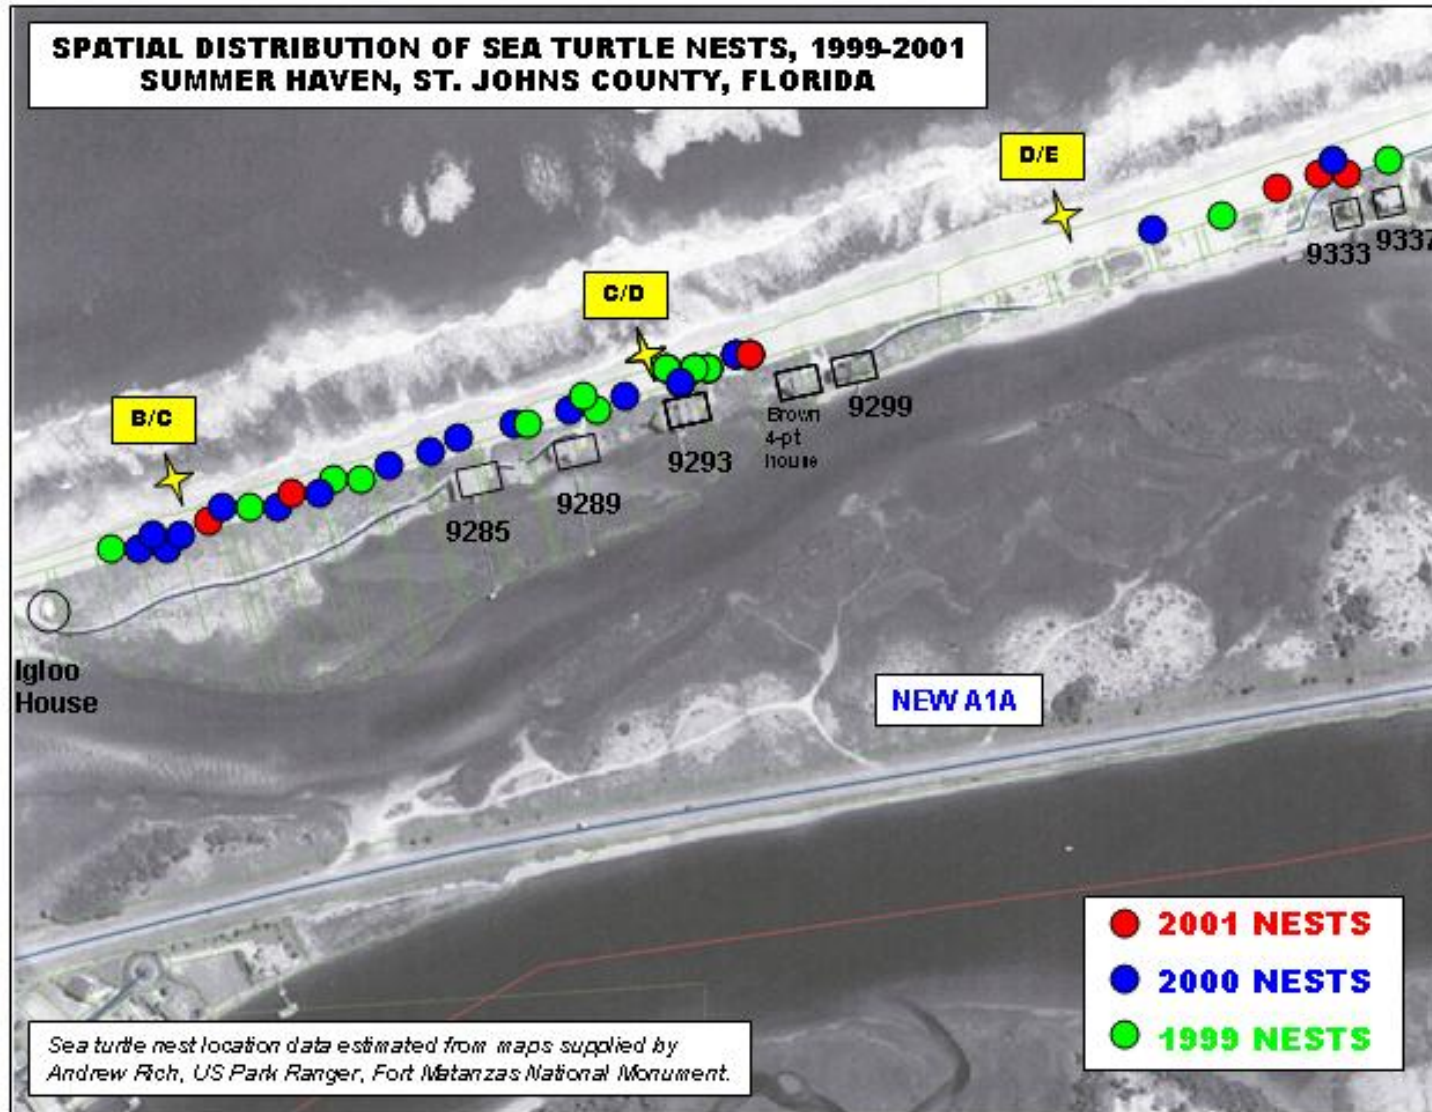 SPATIAL DISTRIBUTION OF SEA TURTLE NESTS, 1999-2001
SUMMER HAVEN, ST. JOHNS COUNTY, FLORIDA
D/E
9333
9337
C/D
B/C
Brown
4-pt
house
9299
9293
9289
9285
Igloo
House
NEW A1A
2001 NESTS
2000 NESTS
1999 NESTS
Sea turtle nest location data estimated from maps supplied by
Andrew Rich, US Park Ranger, Fort Matanzas National Monument.